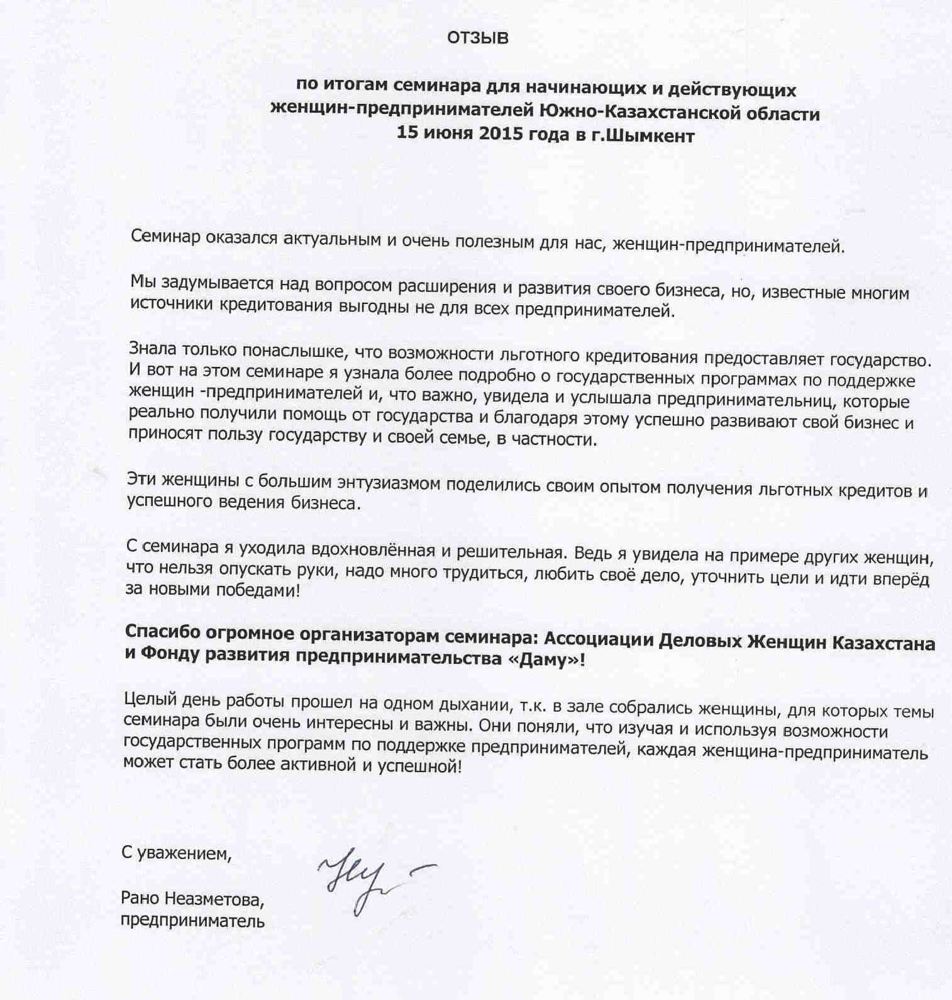 ОТЗЫВ
по итогам семинара для начинающих и действующих
женщин-предпринимателей Южно-Казахстанской области
15 июня 2015 года в г.Шымкент
Семинар оказался актуальным и очень полезным для нас, женщин-предпринимателей.
Мы задумывается над вопросом расширения и развития своего бизнеса, но, известные многим
источники кредитования выгодны не для всех предпринимателей.
Знала только понаслышке, что возможности льготного кредитования предоставляет государство.
И вот на этом семинаре я узнала более подробно о государственных программах по поддержке
женщин -предпринимателей и, что важно, увидела и услышала предпринимательниц, которые
реально получили помощь от государства и благодаря этому успешно развивают свой бизнес и
приносят пользу государству и своей семье, в частности.
Эти женщины с большим энтузиазмом поделились своим опытом получения льготных кредитов и
успешного ведения бизнеса.
С семинара я уходила вдохновлённая и решительная. Ведь я увидела на примере других женщин,
что нельзя опускать руки, надо много трудиться, любить своё дело, уточнить цели и идти вперёд
за новыми победами!
Спасибо огромное организаторам семинара: Ассоциации Деловых Женщин Казахстана
и Фонду развития предпринимательства «Даму»!
Целый день работы прошел на одном дыхании, т.к. в зале собрались женщины, для которых темы
семинара были очень интересны и важны. Они поняли, что изучая и используя возможности
государственных программ по поддержке предпринимателей, каждая женщина-предприниматель
может стать более активной и успешной!
С уважением,
Рано Неазметова,
предприниматель